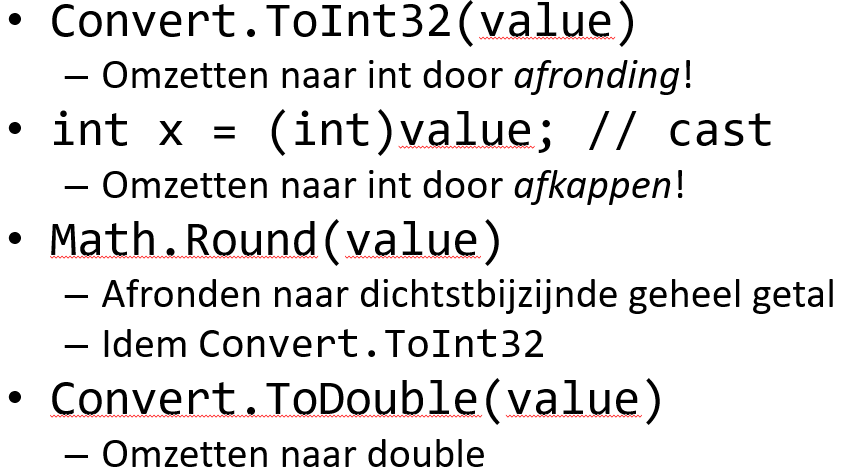 • Convert.ToInt32(value)
– Omzetten naar int door afronding!
• int x = (int)value; // cast
– Omzetten naar int door afkappen!
• Math.Round(value)
– Afronden naar dichtstbijzijnde geheel getal
– Idem Convert.ToInt32
• Convert.ToDouble(value)
– Omzetten naar double